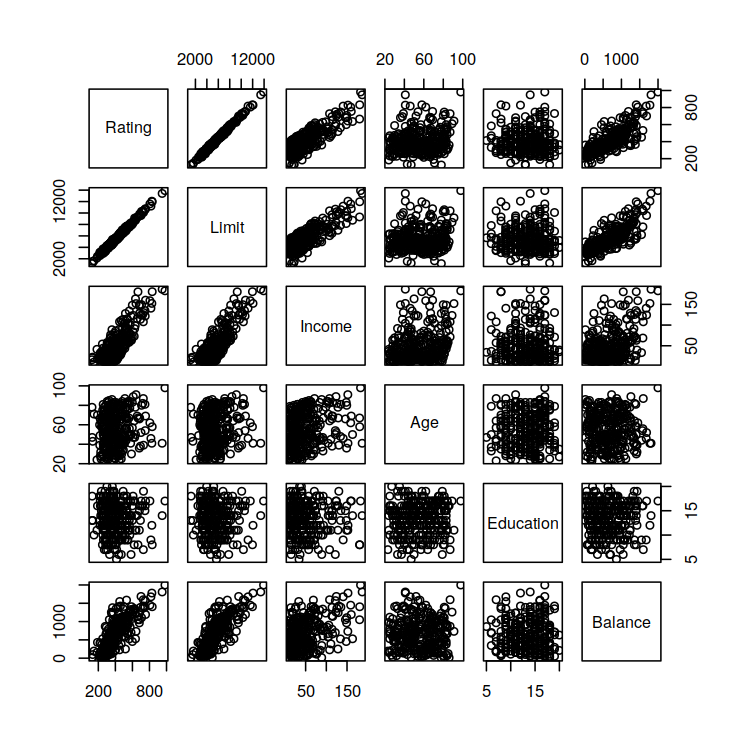 2000 12000 20 60 100 0 1000
Rating 200 800
2000 12000 Limit
Income 50 150
20 60 100 Age
Education 5 15
0 1000 Balance
200 800 50 150 5 15